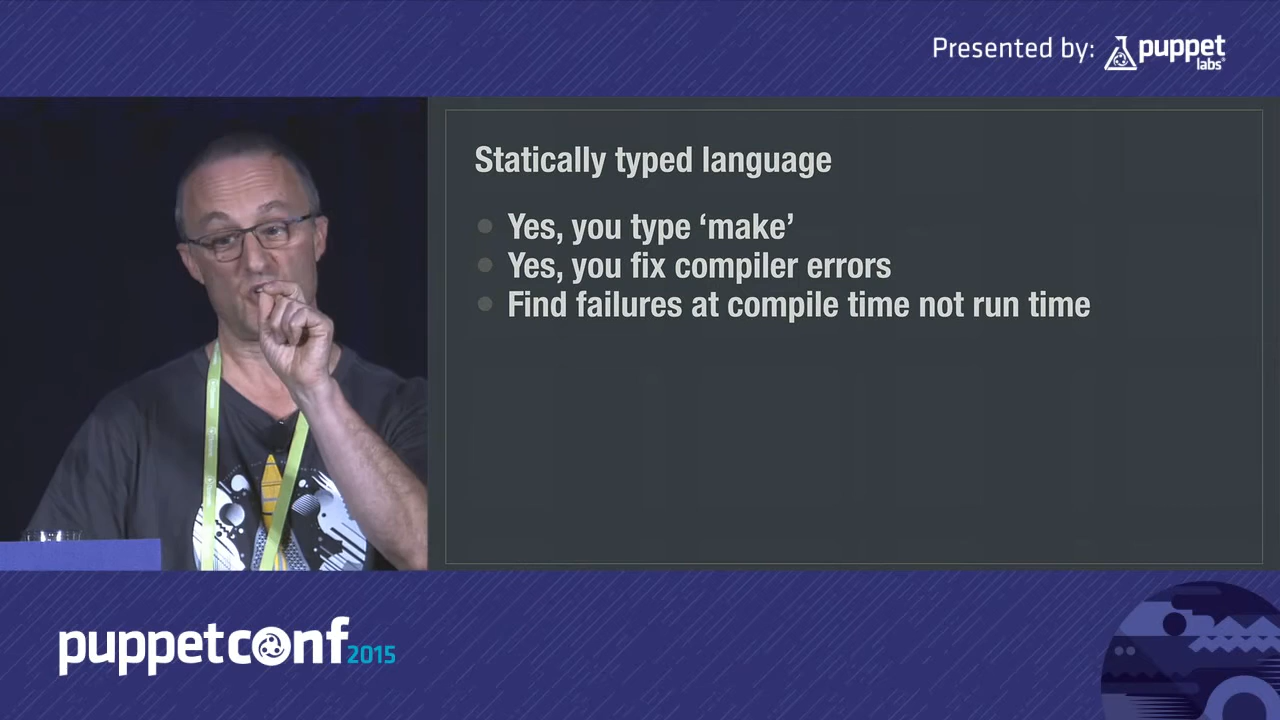 Presented by: puppet labs
Statically typed language
Yes, you type ‘make’
Yes, you fix compiler errors
Find failures at compile time not run time
puppetconf 2015